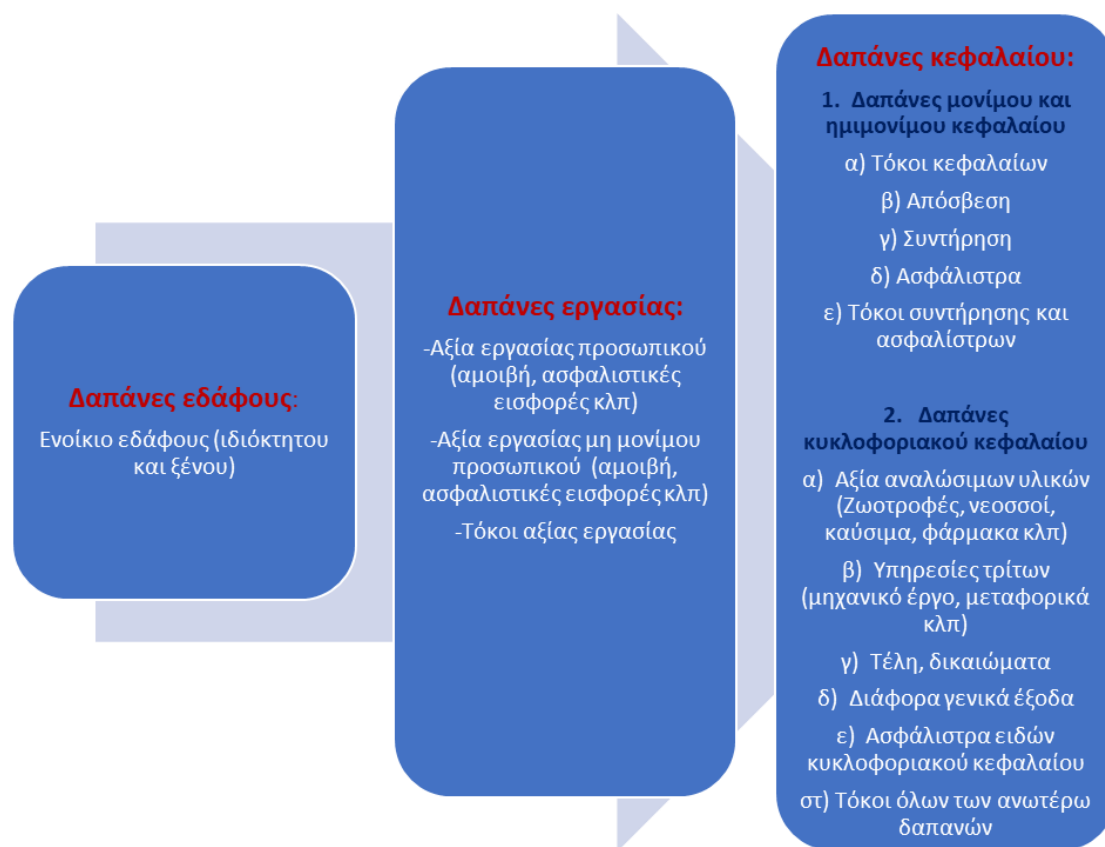 Δαπάνες εδάφους:
Ενοίκιο εδάφους (ιδιόκτητου
και ξένου)
Δαπάνες εργασίας:
-Αξία εργασίας προσωπικού
(αμοιβή, ασφαλιστικές
εισφορές κλπ)
-Αξία εργασίας μη μονίμου
προσωπικού (αμοιβή,
ασφαλιστικές εισφορές κλπ)
-Τόκοι αξίας εργασίας
Δαπάνες κεφαλαίου:
1. Δαπάνες μονίμου και
ημιμονίμου κεφαλαίου
α) Τόκοι κεφαλαίων
β) Απόσβεση
γ) Συντήρηση
δ) Ασφάλιστρα
ε) Τόκοι συντήρησης και
ασφαλίστρων
2. Δαπάνες
κυκλοφοριακού κεφαλαίου
α) Αξία αναλώσιμων υλικών
(Ζωοτροφές, νεοσσοί,
καύσιμα, φάρμακα κλπ)
β) Υπηρεσίες τρίτων
(μηχανικό έργο, μεταφορικά
κλπ)
γ) Τέλη, δικαιώματα
δ) Διάφορα γενικά έξοδα
ε) Ασφάλιστρα ειδών
κυκλοφοριακού κεφαλαίου
στ) Τόκοι όλων των ανωτέρω
δαπανών